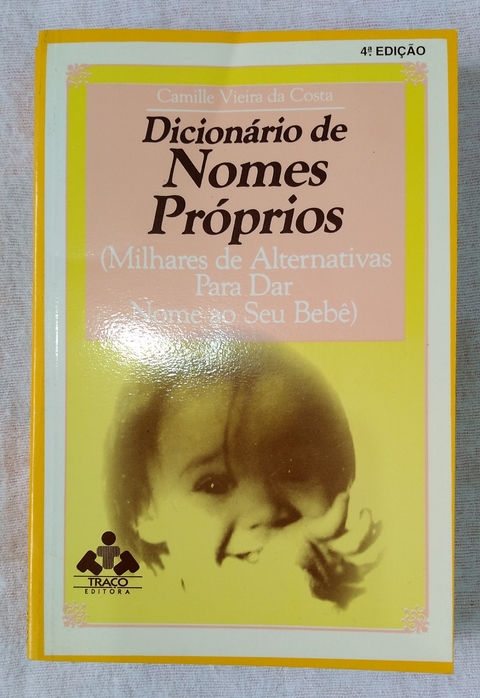 4ª EDIÇÃO
Camille Vieira da Costa
Dicionário de
Nomes
Próprios
(Milhares de Alternativas
Para Dar
Nome ao Seu Bebê)
TRAÇO
EDITORA